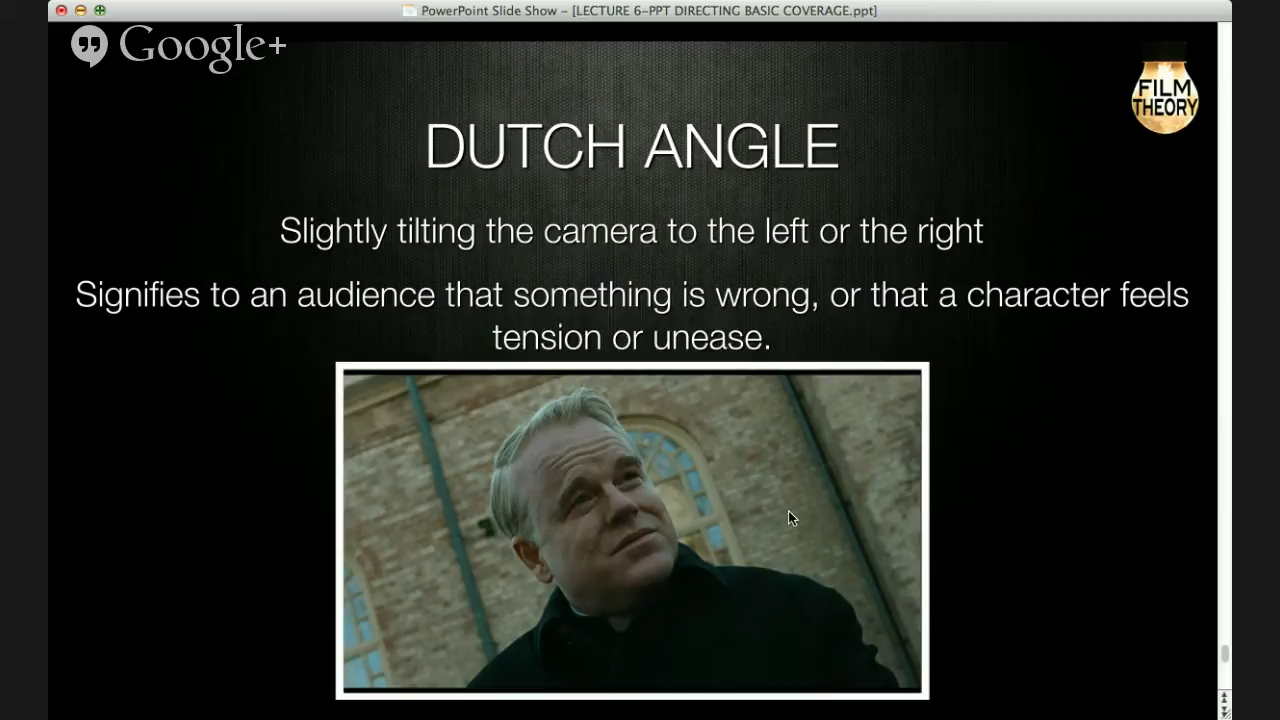 PowerPoint Slide Show – [LECTURE 6-PPT DIRECTING BASIC COVERAGE.ppt]
Google+
FILM
THEORY
DUTCH ANGLE
Slightly tilting the camera to the left or the right
Signifies to an audience that something is wrong, or that a character feels
tension or unease.